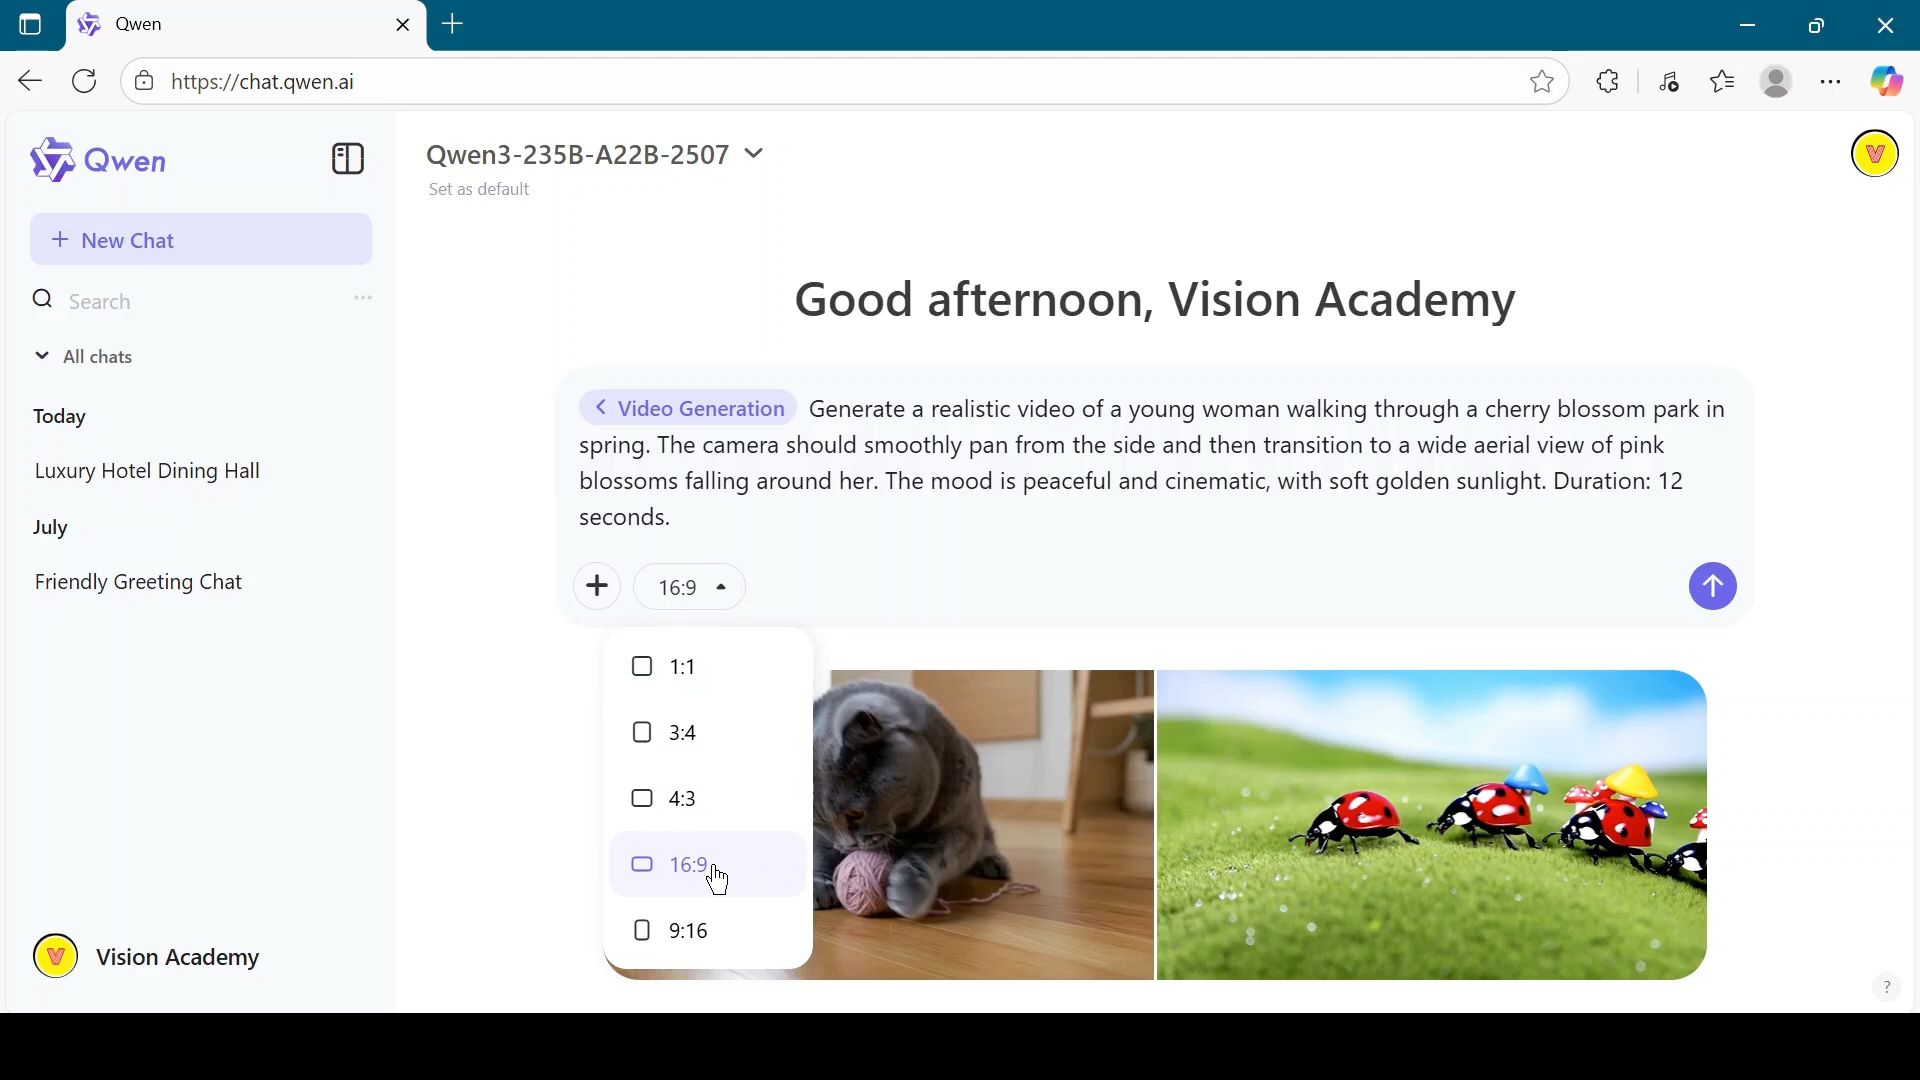 Qwen
https://chat.qwen.ai
Qwen
Qwen3-235B-A22B-2507
Set as default
+ New Chat
Search
All chats
Today
Luxury Hotel Dining Hall
July
Friendly Greeting Chat
Vision Academy
Good afternoon, Vision Academy
Video Generation Generate a realistic video of a young woman walking through a cherry blossom park in
spring. The camera should smoothly pan from the side and then transition to a wide aerial view of pink
blossoms falling around her. The mood is peaceful and cinematic, with soft golden sunlight. Duration: 12
seconds.
16:9
1:1
3:4
4:3
16:9
9:16
V
V
?